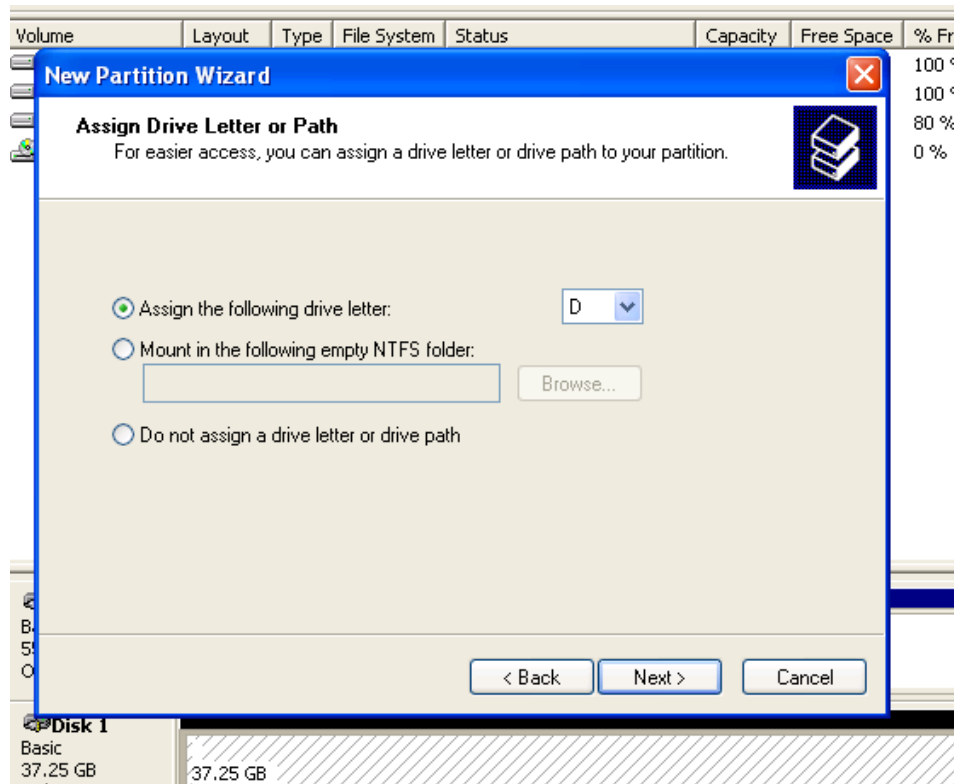 Volume Layout Type File System Status Capacity Free Space % Fr
New Partition Wizard
100 %
100 %
Assign Drive Letter or Path
80 %
For easier access, you can assign a drive letter or drive path to your partition.
0 %
Assign the following drive letter: D
Mount in the following empty NTFS folder:
Browse...
Do not assign a drive letter or drive path
< Back Next > Cancel
Disk 1
Basic
37.25 GB 37.25 GB